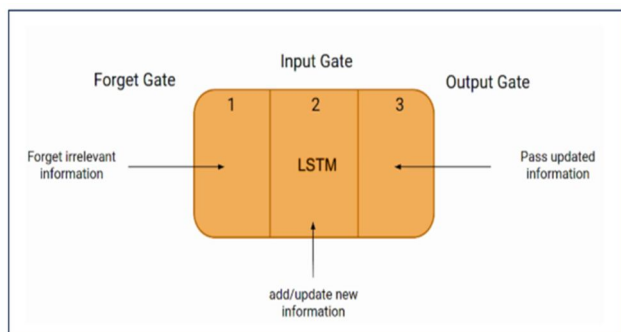 Input Gate
Forget Gate
Output Gate
1
2
3
Forget irrelevant
information
LSTM
Pass updated
information
add/update new
information